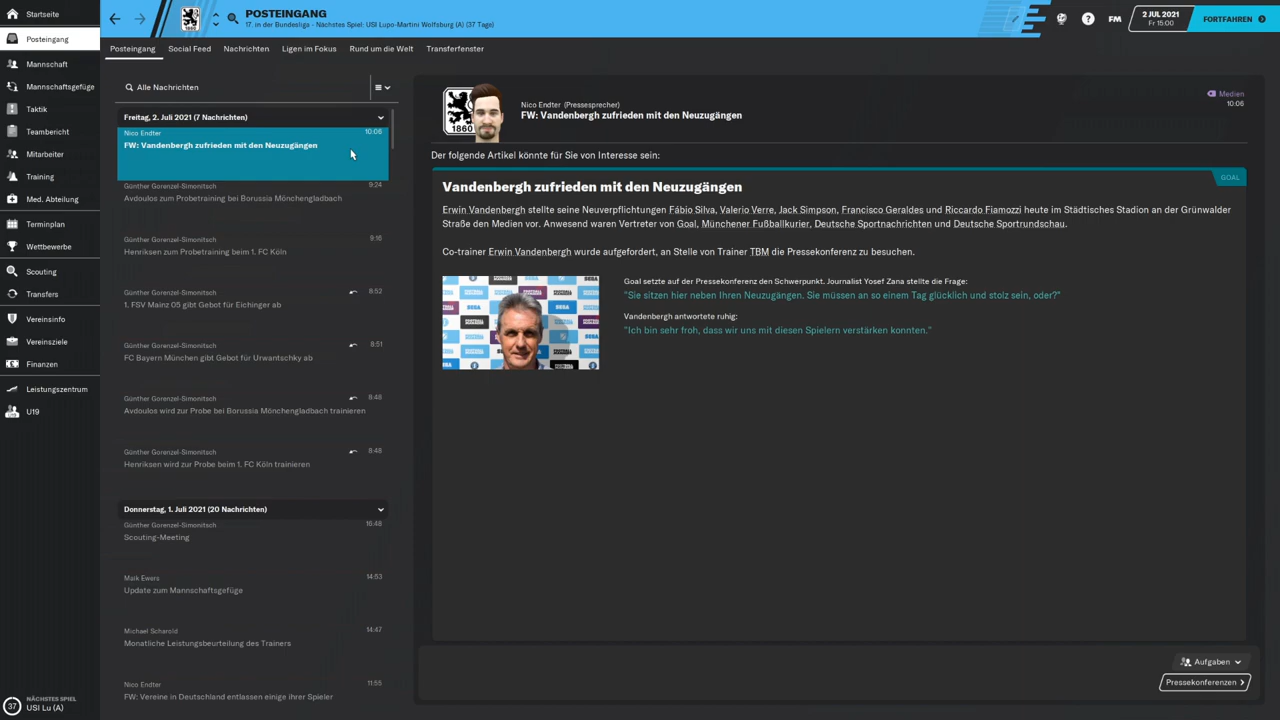 Startseite
Posteingang
Mannschaft
Mannschaftsgefüge
Taktik
Teambericht
Mitarbeiter
Training
Med. Abteilung
Terminplan
Wettbewerbe
Scouting
Transfers
Vereinsinfo
Vereinsziele
Finanzen
Leistungszentrum
U19
37
NÄCHSTES SPIEL
USI Lu (A)
POSTEINGANG
17. in der Bundesliga - Nächstes Spiel: USI Lupo-Martini Wolfsburg (A) (37 Tage)
FM
2 JUL 2021
Fr 15:00
FORTFAHREN
Posteingang
Social Feed
Nachrichten
Ligen im Fokus
Rund um die Welt
Transferfenster
Alle Nachrichten
Freitag, 2. Juli 2021 (7 Nachrichten)
Nico Endter 10:06
FW: Vandenbergh zufrieden mit den Neuzugängen
Günther Gorenzel-Simonitsch 9:24
Avdoulos zum Probetraining bei Borussia Mönchengladbach
Günther Gorenzel-Simonitsch 9:16
Henriksen zum Probetraining beim 1. FC Köln
Günther Gorenzel-Simonitsch 8:52
1. FSV Mainz 05 gibt Gebot für Eichinger ab
Günther Gorenzel-Simonitsch 8:51
FC Bayern München gibt Gebot für Urwantschky ab
Günther Gorenzel-Simonitsch 8:48
Avdoulos wird zur Probe bei Borussia Mönchengladbach trainieren
Günther Gorenzel-Simonitsch 8:48
Henriksen wird zur Probe beim 1. FC Köln trainieren
Donnerstag, 1. Juli 2021 (20 Nachrichten)
Günther Gorenzel-Simonitsch 16:48
Scouting-Meeting
Maik Ewers 14:53
Update zum Mannschaftsgefüge
Michael Scharold 14:47
Monatliche Leistungsbeurteilung des Trainers
Nico Endter 11:55
FW: Vereine in Deutschland entlassen einige ihrer Spieler
1860
Nico Endter (Pressesprecher)
FW: Vandenbergh zufrieden mit den Neuzugängen
Medien
10:06
Der folgende Artikel könnte für Sie von Interesse sein:
GOAL
Vandenbergh zufrieden mit den Neuzugängen
Erwin Vandenbergh stellte seine Neuverpflichtungen Fábio Silva, Valerio Verre, Jack Simpson, Francisco Geraldes und Riccardo Fiamozzi heute im Städtisches Stadion an der Grünwalder
Straße den Medien vor. Anwesend waren Vertreter von Goal, Münchener Fußballkurier, Deutsche Sportnachrichten und Deutsche Sportrundschau.
Co-trainer Erwin Vandenbergh wurde aufgefordert, an Stelle von Trainer TBM die Pressekonferenz zu besuchen.
SEGA
Goal setzte auf der Pressekonferenz den Schwerpunkt. Journalist Yosef Zana stellte die Frage:
"Sie sitzen hier neben Ihren Neuzugängen. Sie müssen an so einem Tag glücklich und stolz sein, oder?"
Vandenbergh antwortete ruhig:
"Ich bin sehr froh, dass wir uns mit diesen Spielern verstärken konnten."
Aufgaben
Pressekonferenzen